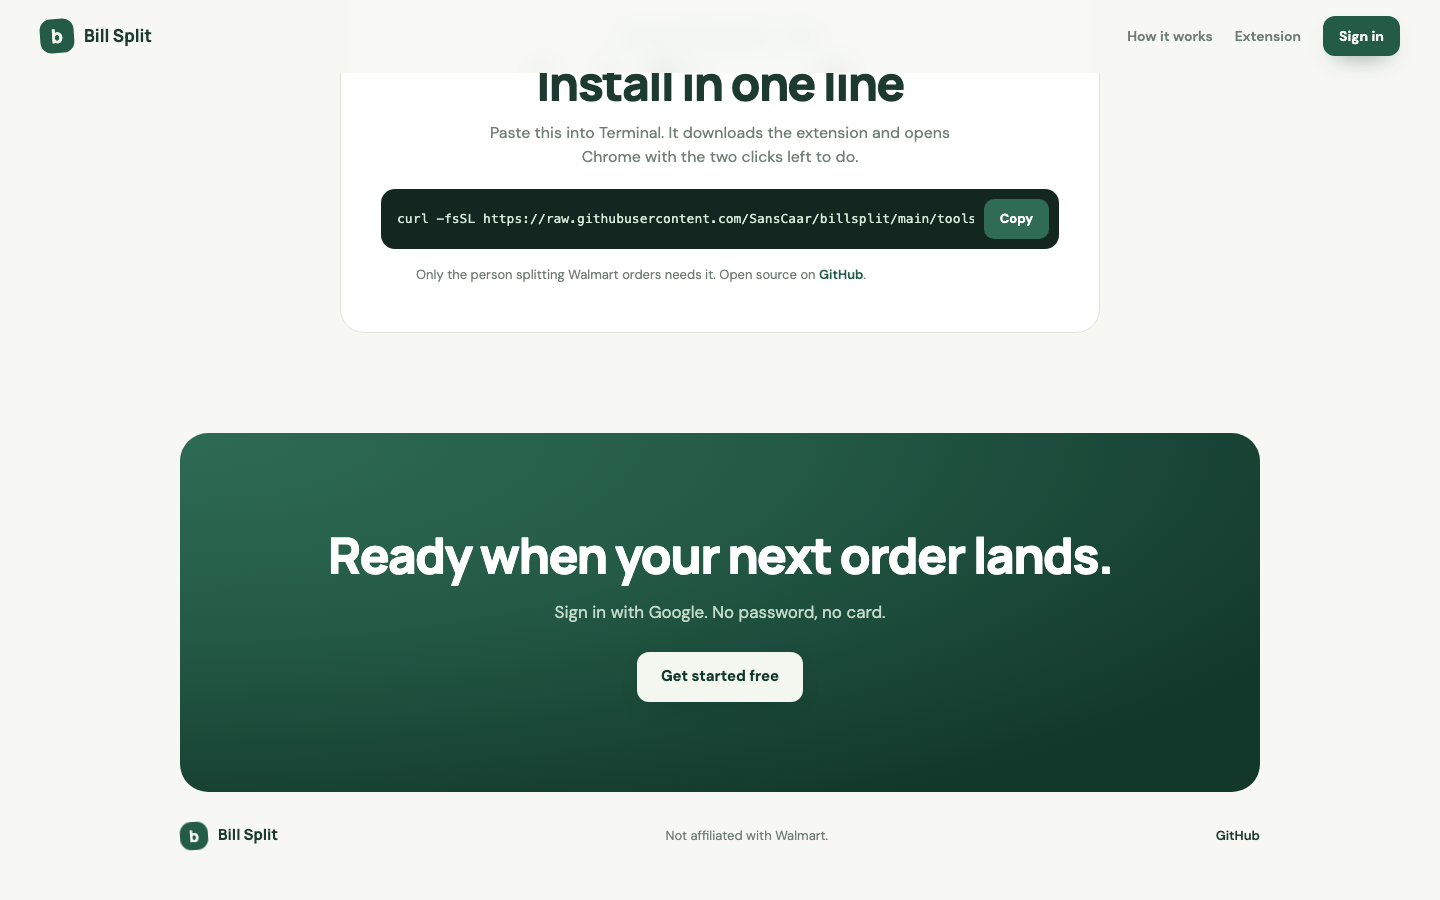 b Bill Split
How it works Extension Sign in
Install in one line
Paste this into Terminal. It downloads the extension and opens
Chrome with the two clicks left to do.
curl -fsSL https://raw.githubusercontent.com/SansCaar/billsplit/main/tools
Copy
Only the person splitting Walmart orders needs it. Open source on GitHub.
Ready when your next order lands.
Sign in with Google. No password, no card.
Get started free
b Bill Split
Not affiliated with Walmart.
GitHub